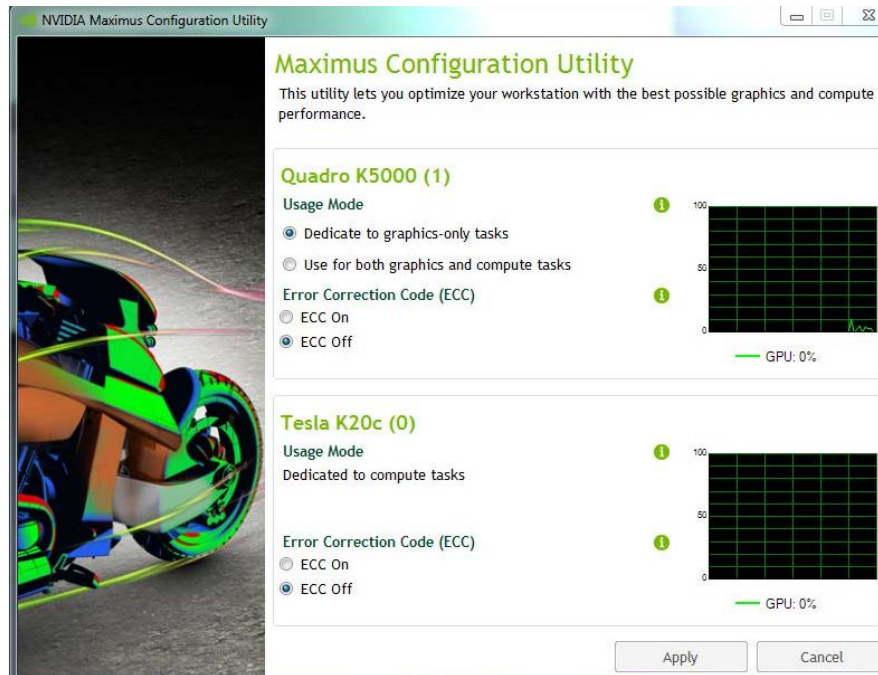 NVIDIA Maximus Configuration Utility
Maximus Configuration Utility
This utility lets you optimize your workstation with the best possible graphics and compute
performance.
Quadro K5000 (1)
Usage Mode
Dedicate to graphics-only tasks
Use for both graphics and compute tasks
Error Correction Code (ECC)
ECC On
ECC Off
100
50
0
GPU: 0%
Tesla K20c (0)
Usage Mode
Dedicated to compute tasks
Error Correction Code (ECC)
ECC On
ECC Off
100
50
0
GPU: 0%
Apply
Cancel